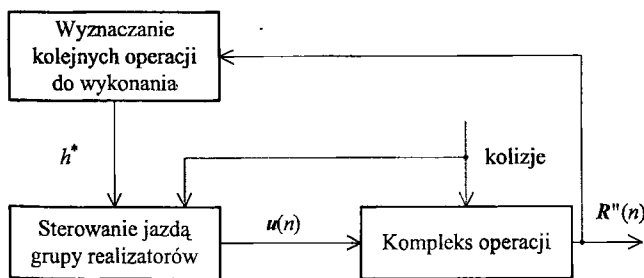 Wyznaczanie
kolejnych operacji
do wykonania
h*
kolizje
Sterowanie jazdą
grupy realizatorów
u(n)
Kompleks operacji
R"(n)